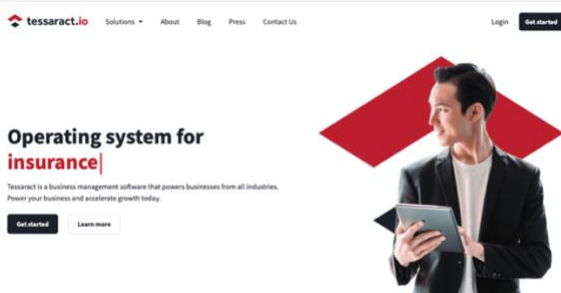 tessaract.io
Solutions
About
Blog
Press
Contact Us
Login
Get started
Operating system for
insurance
Tessaract is a business management software that powers businesses from all industries.
Power your business and accelerate growth today.
Get started
Learn more